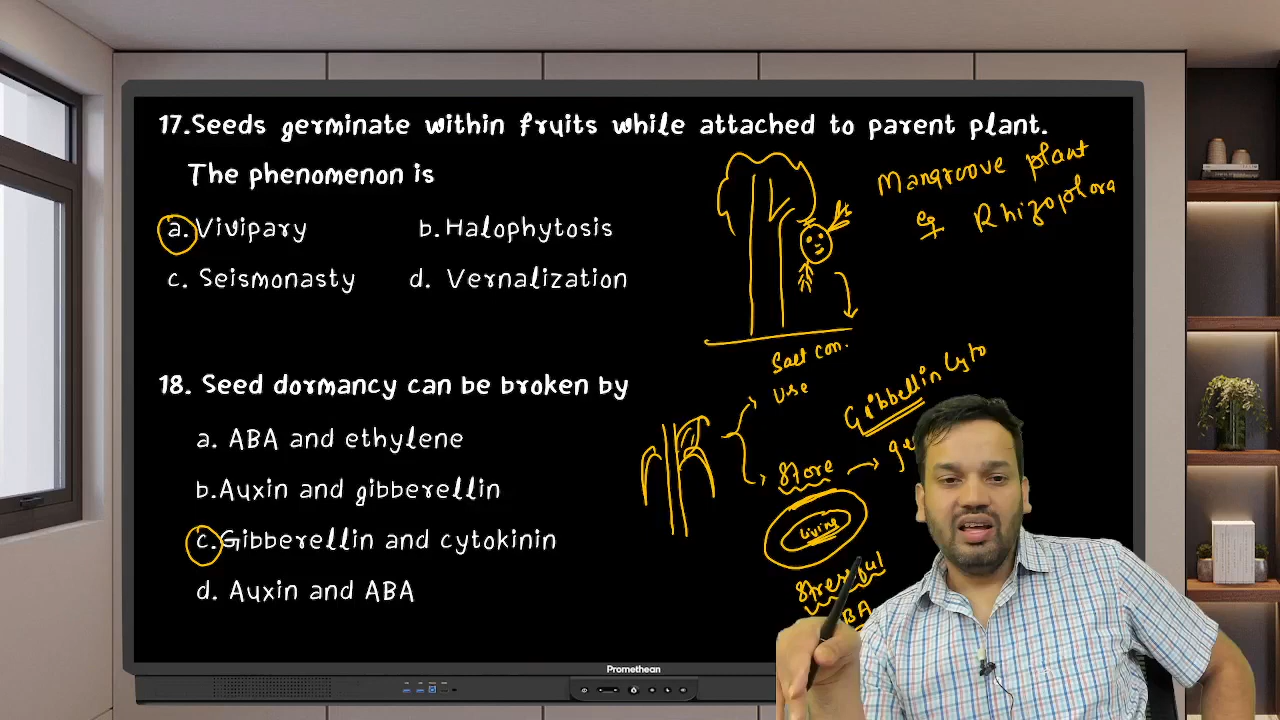 17.Seeds germinate within fruits while attached to parent plant.
The phenomenon is
a. Vivipary b. Halophytosis
c. Seismonasty d. Vernalization
Mangroove plant
eg Rhizophora
Salt con.
18. Seed dormancy can be broken by
a. ABA and ethylene
b.Auxin and gibberellin
c.Gibberellin and cytokinin
d. Auxin and ABA
Use
Store
Gibbellin Cyto
Living
Stressful
BA
Promethean